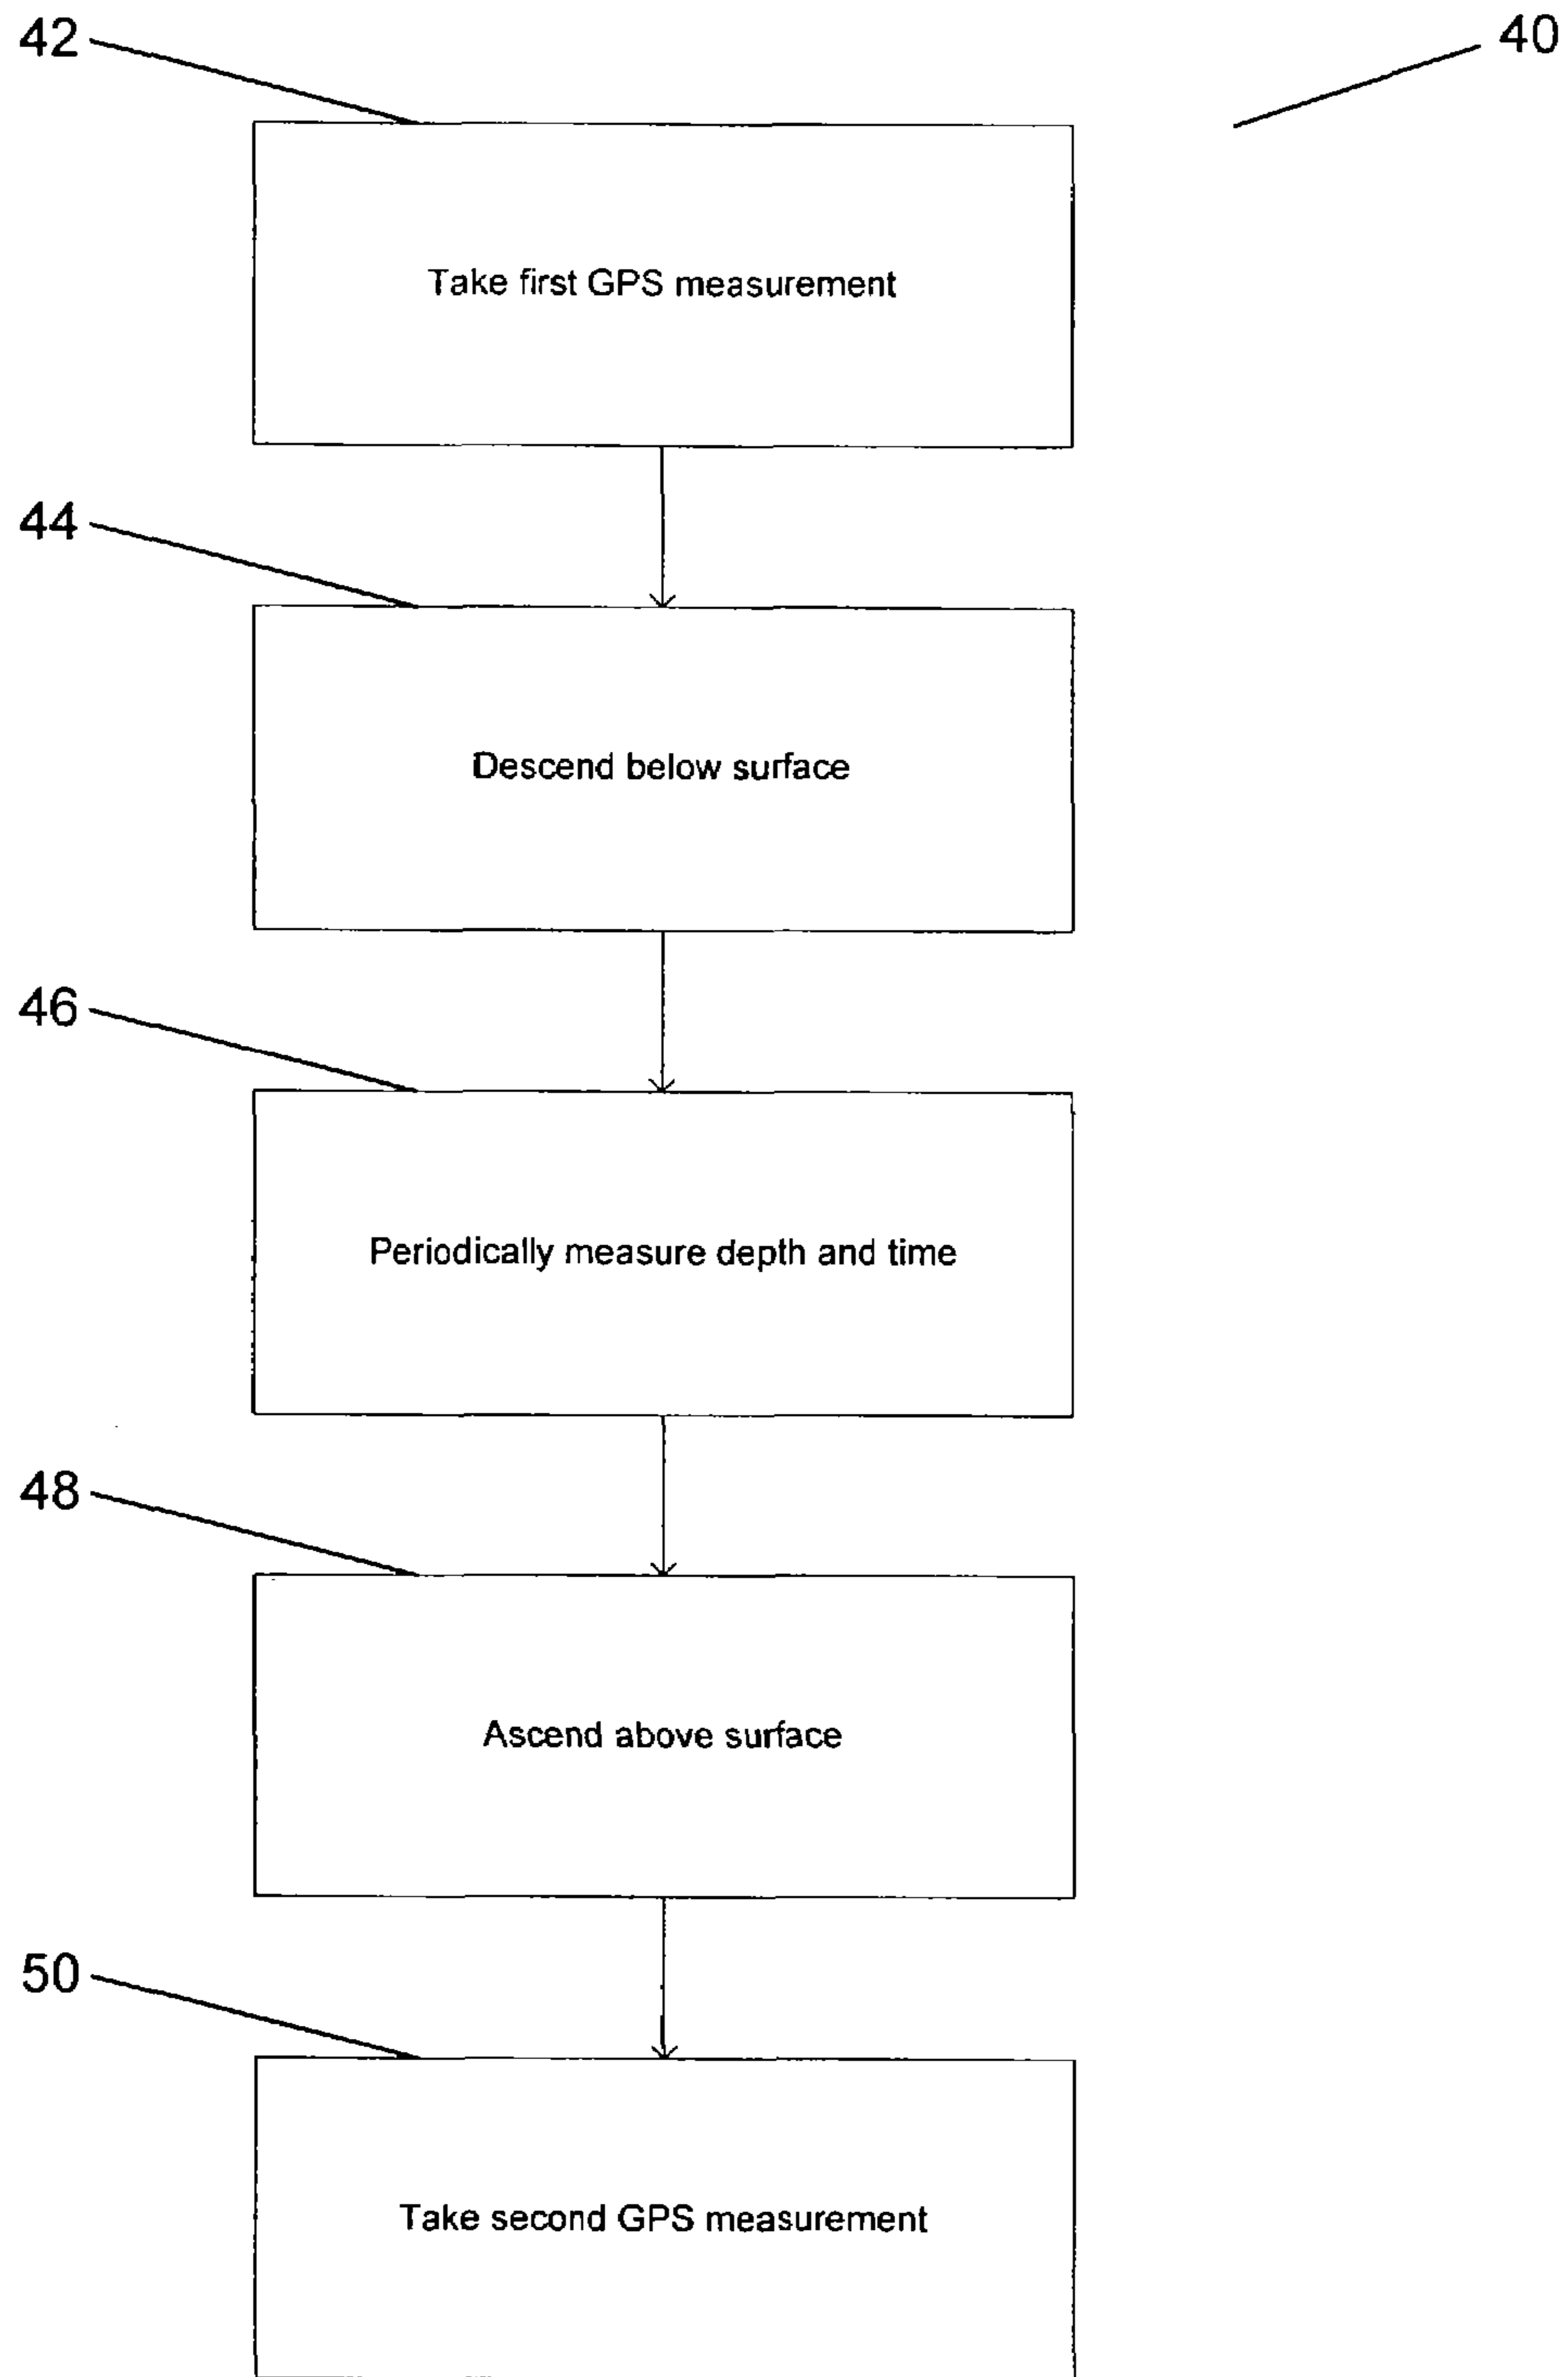 42
40
Take first GPS measurement
44
Descend below surface
46
Periodically measure depth and time
48
Ascend above surface
50
Take second GPS measurement